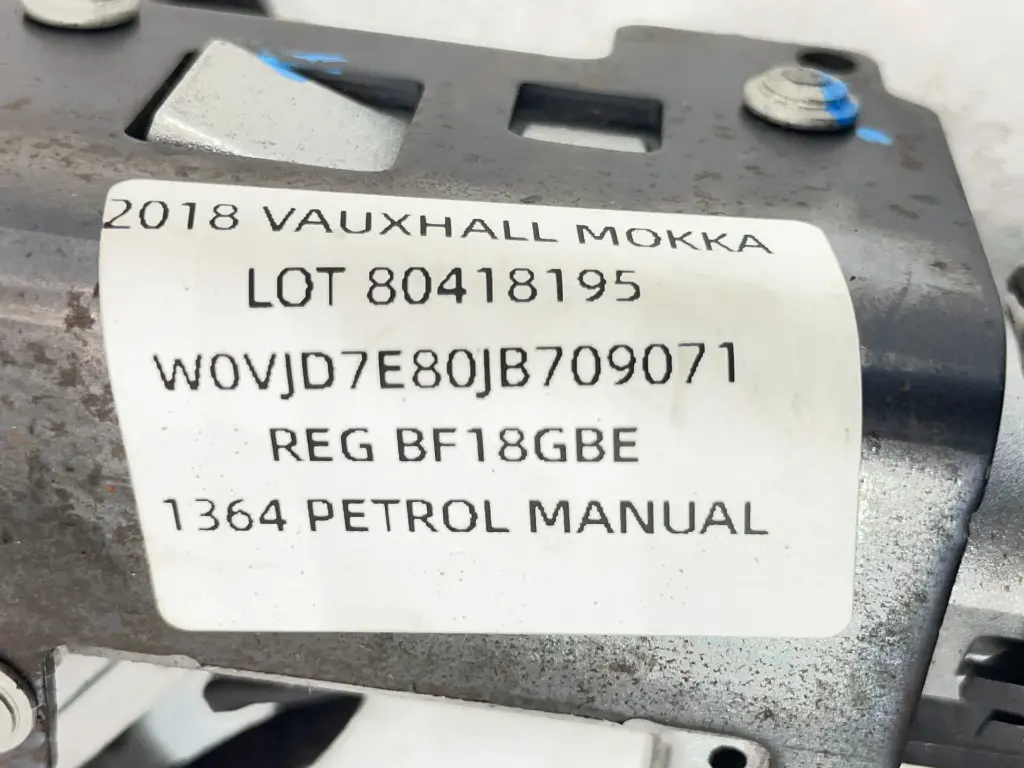 2018 VAUXHALL MOKKA
LOT 80418195
W0VJD7E80JB709071
REG BF18GBE
1364 PETROL MANUAL